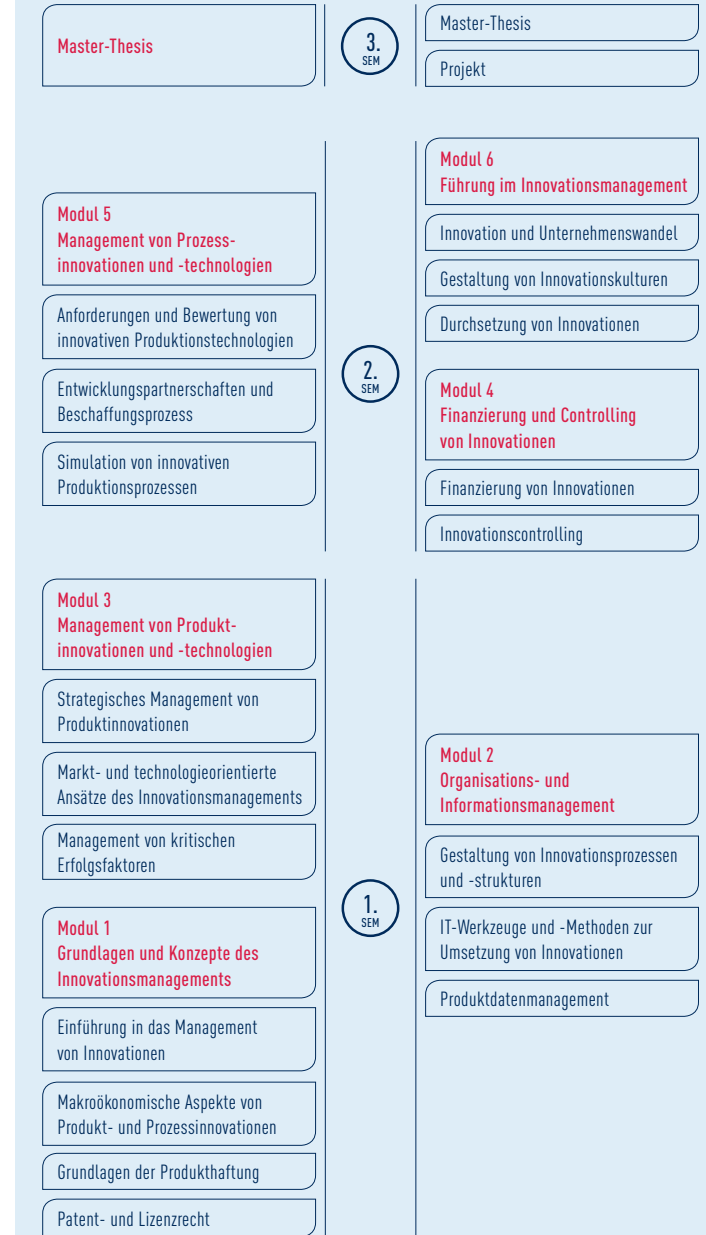 Master-Thesis
3.
SEM
Master-Thesis
Projekt
Modul 5
Management von Prozess-
innovationen und -technologien
Anforderungen und Bewertung von
innovativen Produktionstechnologien
Entwicklungspartnerschaften und
Beschaffungsprozess
Simulation von innovativen
Produktionsprozessen
2.
SEM
Modul 6
Führung im Innovationsmanagement
Innovation und Unternehmenswandel
Gestaltung von Innovationskulturen
Durchsetzung von Innovationen
Modul 4
Finanzierung und Controlling
von Innovationen
Finanzierung von Innovationen
Innovationscontrolling
Modul 3
Management von Produkt-
innovationen und -technologien
Strategisches Management von
Produktinnovationen
Markt- und technologieorientierte
Ansätze des Innovationsmanagements
Management von kritischen
Erfolgsfaktoren
Modul 1
Grundlagen und Konzepte des
Innovationsmanagements
Einführung in das Management
von Innovationen
Makroökonomische Aspekte von
Produkt- und Prozessinnovationen
Grundlagen der Produkthaftung
Patent- und Lizenzrecht
1.
SEM
Modul 2
Organisations- und
Informationsmanagement
Gestaltung von Innovationsprozessen
und -strukturen
IT-Werkzeuge und -Methoden zur
Umsetzung von Innovationen
Produktdatenmanagement